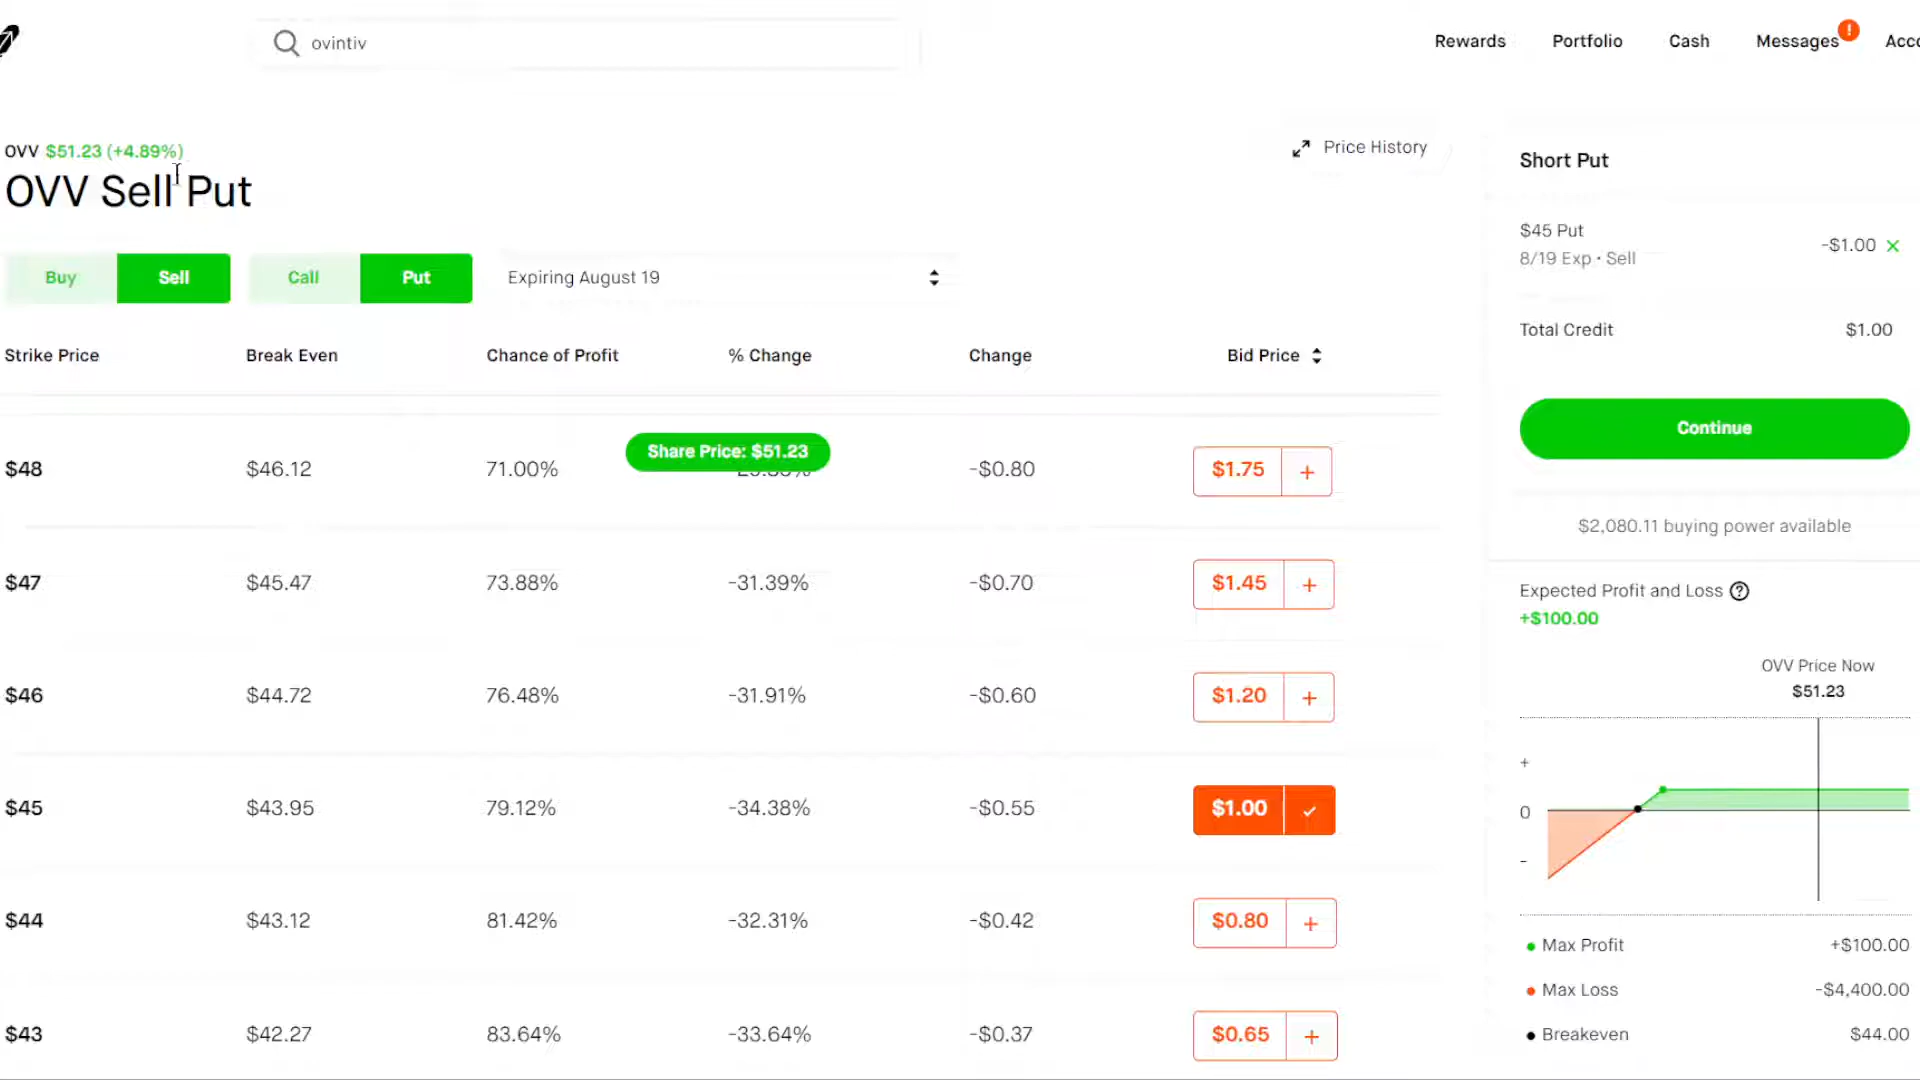 ovintiv
Rewards
Portfolio
Cash
Messages
!
OVV $51.23 (+4.89%)
OVV Sell Put
Price History
Buy
Sell
Call
Put
Expiring August 19
Strike Price Break Even Chance of Profit % Change Change Bid Price
Share Price: $51.23
$48 $46.12 71.00% -$0.80 $1.75 +
$47 $45.47 73.88% -31.39% -$0.70 $1.45 +
$46 $44.72 76.48% -31.91% -$0.60 $1.20 +
$45 $43.95 79.12% -34.38% -$0.55 $1.00
$44 $43.12 81.42% -32.31% -$0.42 $0.80 +
$43 $42.27 83.64% -33.64% -$0.37 $0.65 +
Short Put
$45 Put
8/19 Exp • Sell
-$1.00
Total Credit $1.00
Continue
$2,080.11 buying power available
Expected Profit and Loss ?
+$100.00
OVV Price Now
$51.23
+
0
-
Max Profit +$100.00
Max Loss -$4,400.00
Breakeven $44.00